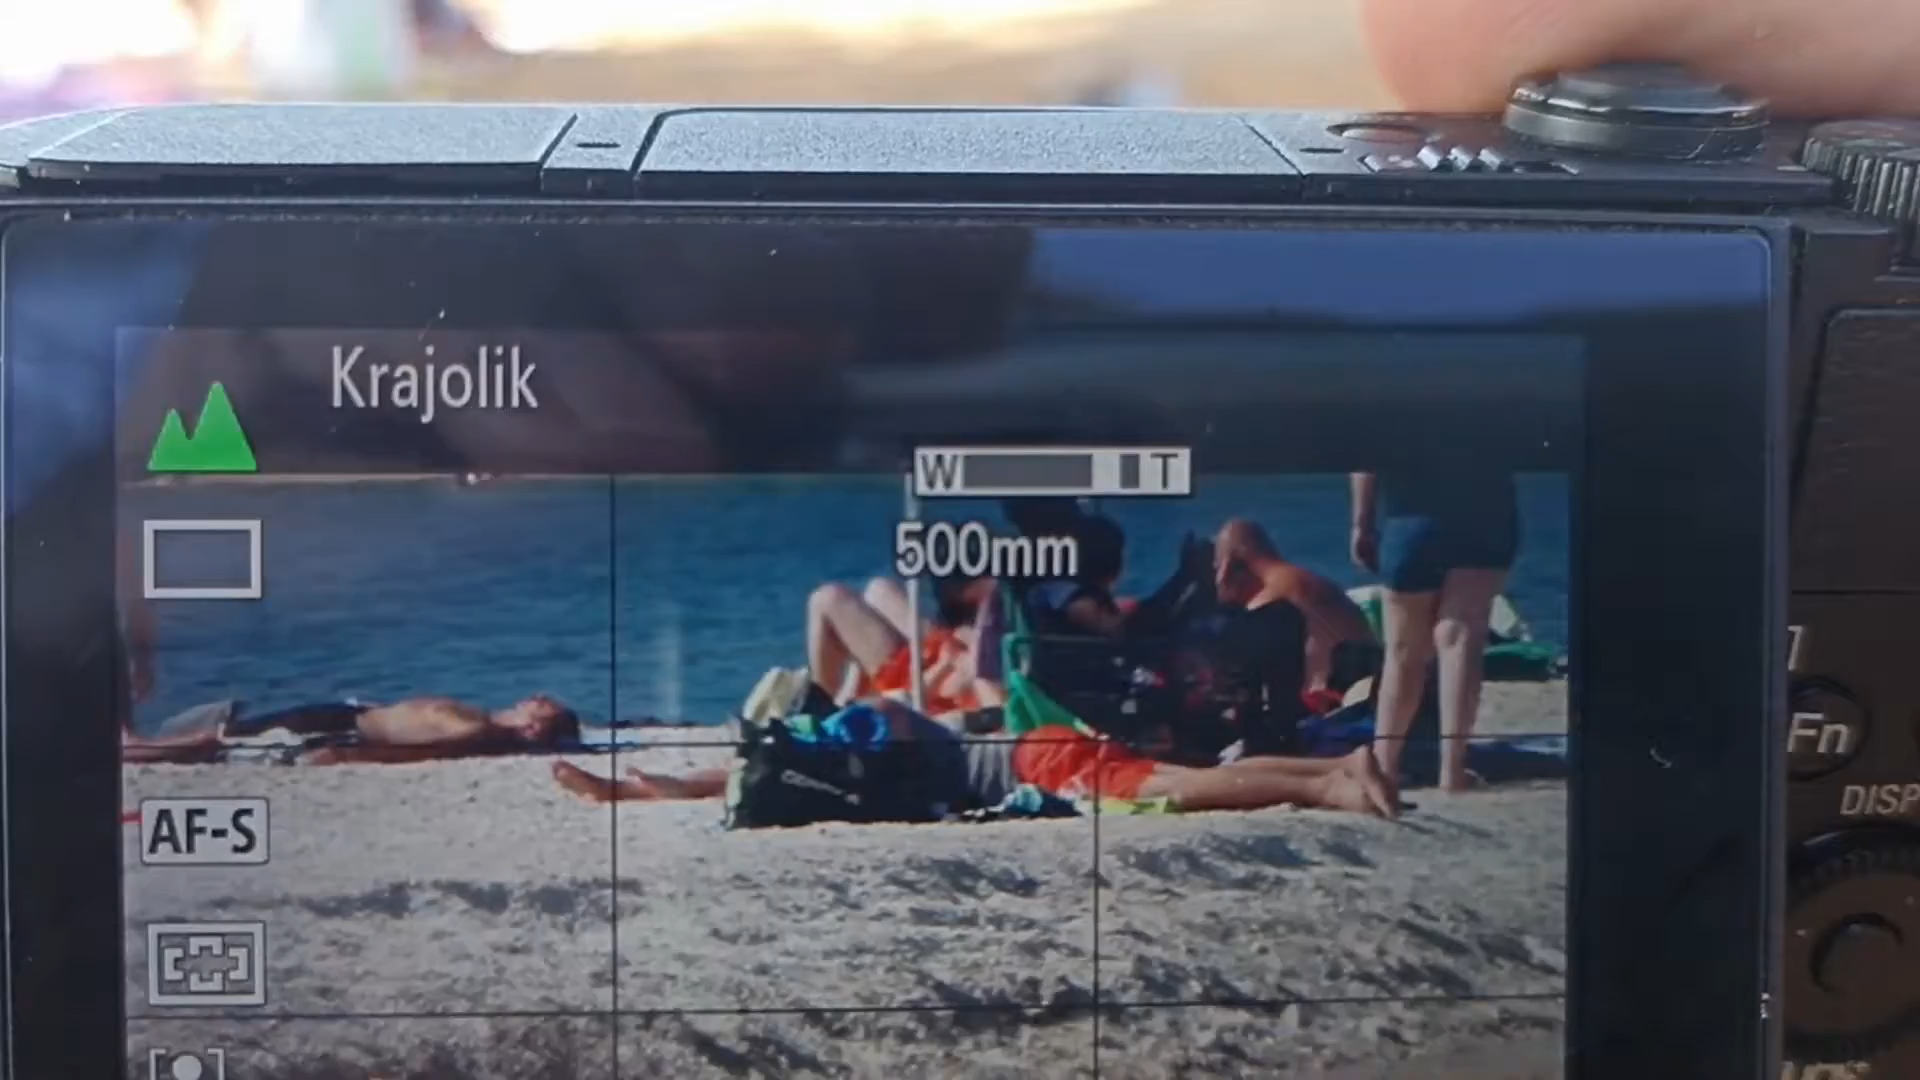 Krajolik
W T
500mm
AF-S
Fn
DISP